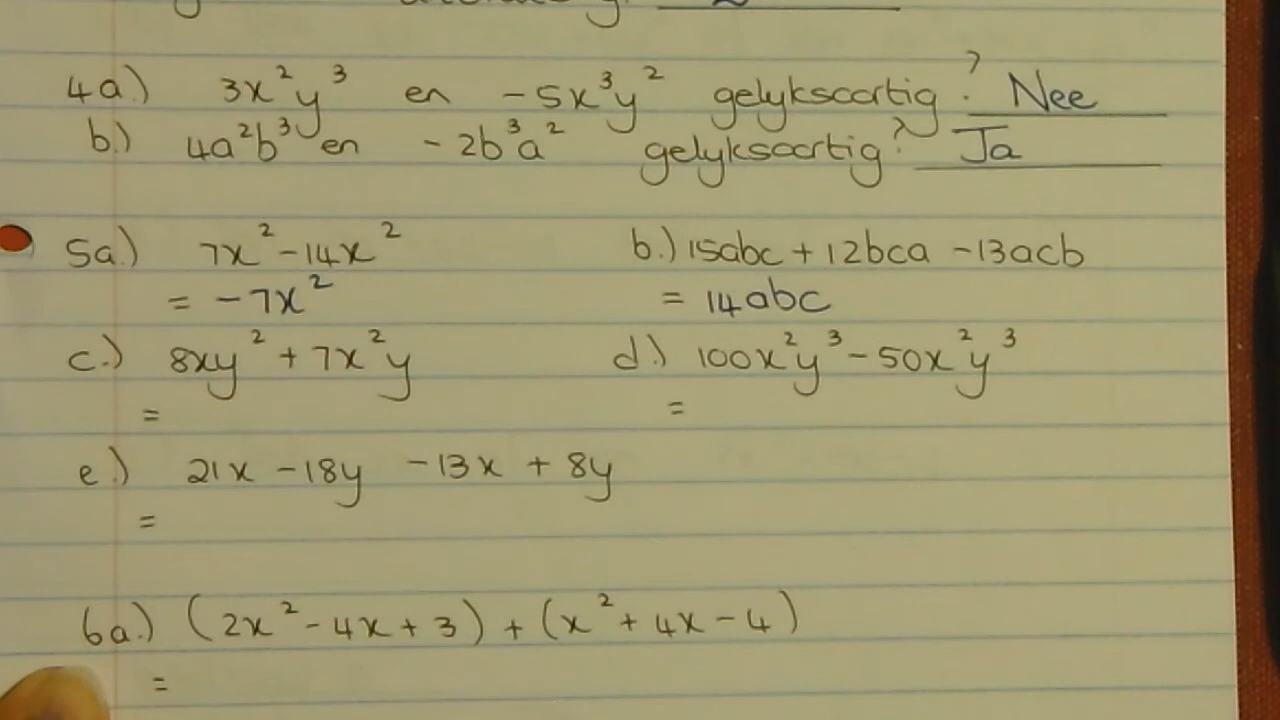 4a.) 3x²y³ en -5x³y² gelyksoortig? Nee
b.) 4a²b³ en -2b³a² gelyksoortig? Ja
5a.) 7x²-14x² b.) 15abc + 12bca -13acb
= -7x² = 14abc
c.) 8xy² + 7x²y d.) 100x²y³ - 50x²y³
= =
e.) 21x -18y -13x + 8y
=
6a.) (2x² - 4x + 3) + (x² + 4x - 4)
=